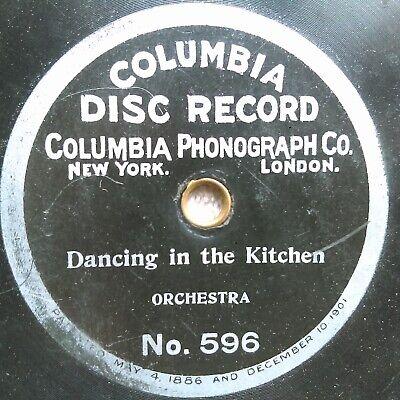 COLUMBIA
DISC RECORD
COLUMBIA PHONOGRAPH CO.
NEW YORK. LONDON.
Dancing in the Kitchen
ORCHESTRA
No. 596
MAY 4, 1886 AND DECEMBER 10 1901